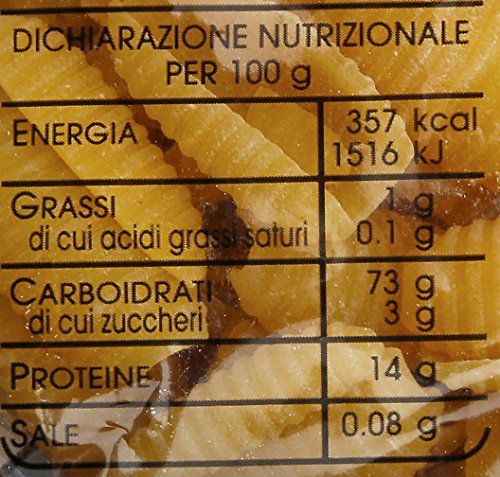 DICHIARAZIONE NUTRIZIONALE
PER 100 g
ENERGIA 357 kcal
1516 kJ
GRASSI 1 g
di cui acidi grassi saturi 0.1 g
CARBOIDRATI 73 g
di cui zuccheri 3 g
PROTEINE 14 g
SALE 0.08 g